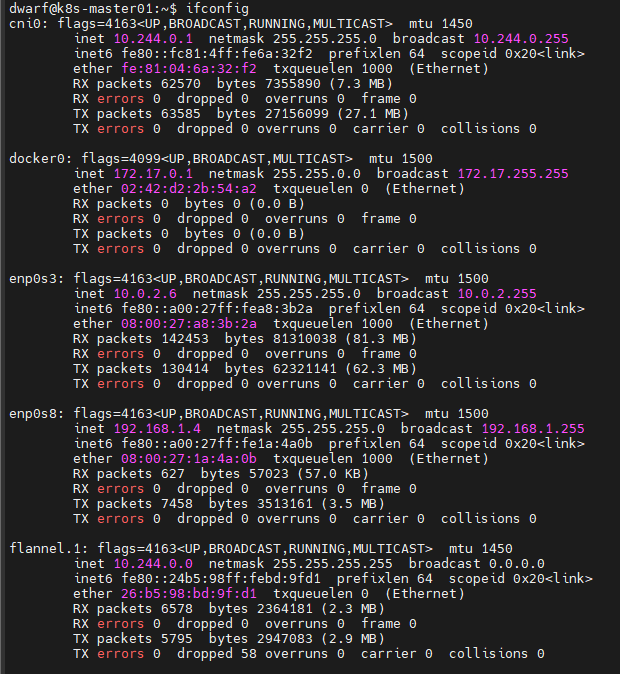 dwarf@k8s-master01:~$ ifconfig
cni0: flags=4163<UP,BROADCAST,RUNNING,MULTICAST>  mtu 1450
        inet 10.244.0.1  netmask 255.255.255.0  broadcast 10.244.0.255
        inet6 fe80::fc81:4ff:fe6a:32f2  prefixlen 64  scopeid 0x20<link>
        ether fe:81:04:6a:32:f2  txqueuelen 1000  (Ethernet)
        RX packets 62570  bytes 7355890 (7.3 MB)
        RX errors 0  dropped 0  overruns 0  frame 0
        TX packets 63585  bytes 27156099 (27.1 MB)
        TX errors 0  dropped 0 overruns 0  carrier 0  collisions 0

docker0: flags=4099<UP,BROADCAST,MULTICAST>  mtu 1500
        inet 172.17.0.1  netmask 255.255.0.0  broadcast 172.17.255.255
        ether 02:42:d2:2b:54:a2  txqueuelen 0  (Ethernet)
        RX packets 0  bytes 0 (0.0 B)
        RX errors 0  dropped 0  overruns 0  frame 0
        TX packets 0  bytes 0 (0.0 B)
        TX errors 0  dropped 0 overruns 0  carrier 0  collisions 0

enp0s3: flags=4163<UP,BROADCAST,RUNNING,MULTICAST>  mtu 1500
        inet 10.0.2.6  netmask 255.255.255.0  broadcast 10.0.2.255
        inet6 fe80::a00:27ff:fea8:3b2a  prefixlen 64  scopeid 0x20<link>
        ether 08:00:27:a8:3b:2a  txqueuelen 1000  (Ethernet)
        RX packets 142453  bytes 81310038 (81.3 MB)
        RX errors 0  dropped 0  overruns 0  frame 0
        TX packets 130414  bytes 62321141 (62.3 MB)
        TX errors 0  dropped 0 overruns 0  carrier 0  collisions 0

enp0s8: flags=4163<UP,BROADCAST,RUNNING,MULTICAST>  mtu 1500
        inet 192.168.1.4  netmask 255.255.255.0  broadcast 192.168.1.255
        inet6 fe80::a00:27ff:fe1a:4a0b  prefixlen 64  scopeid 0x20<link>
        ether 08:00:27:1a:4a:0b  txqueuelen 1000  (Ethernet)
        RX packets 627  bytes 57023 (57.0 KB)
        RX errors 0  dropped 0  overruns 0  frame 0
        TX packets 7458  bytes 3513161 (3.5 MB)
        TX errors 0  dropped 0 overruns 0  carrier 0  collisions 0

flannel.1: flags=4163<UP,BROADCAST,RUNNING,MULTICAST>  mtu 1450
        inet 10.244.0.0  netmask 255.255.255.255  broadcast 0.0.0.0
        inet6 fe80::24b5:98ff:febd:9fd1  prefixlen 64  scopeid 0x20<link>
        ether 26:b5:98:bd:9f:d1  txqueuelen 0  (Ethernet)
        RX packets 6578  bytes 2364181 (2.3 MB)
        RX errors 0  dropped 0  overruns 0  frame 0
        TX packets 5795  bytes 2947083 (2.9 MB)
        TX errors 0  dropped 58 overruns 0  carrier 0  collisions 0